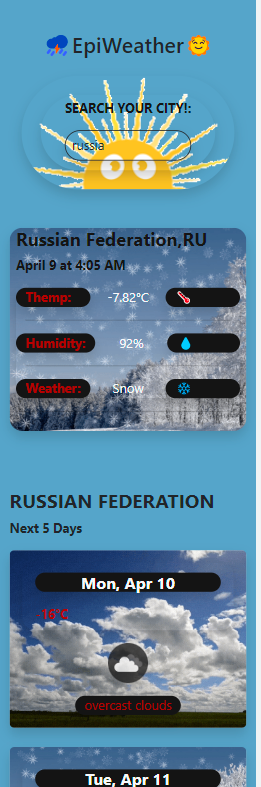 EpiWeather
SEARCH YOUR CITY!:
russia
Russian Federation,RU
April 9 at 4:05 AM
Themp: -7.82°C
Humidity: 92%
Weather: Snow
RUSSIAN FEDERATION
Next 5 Days
Mon, Apr 10
16°C
overcast clouds
Tue, Apr 11